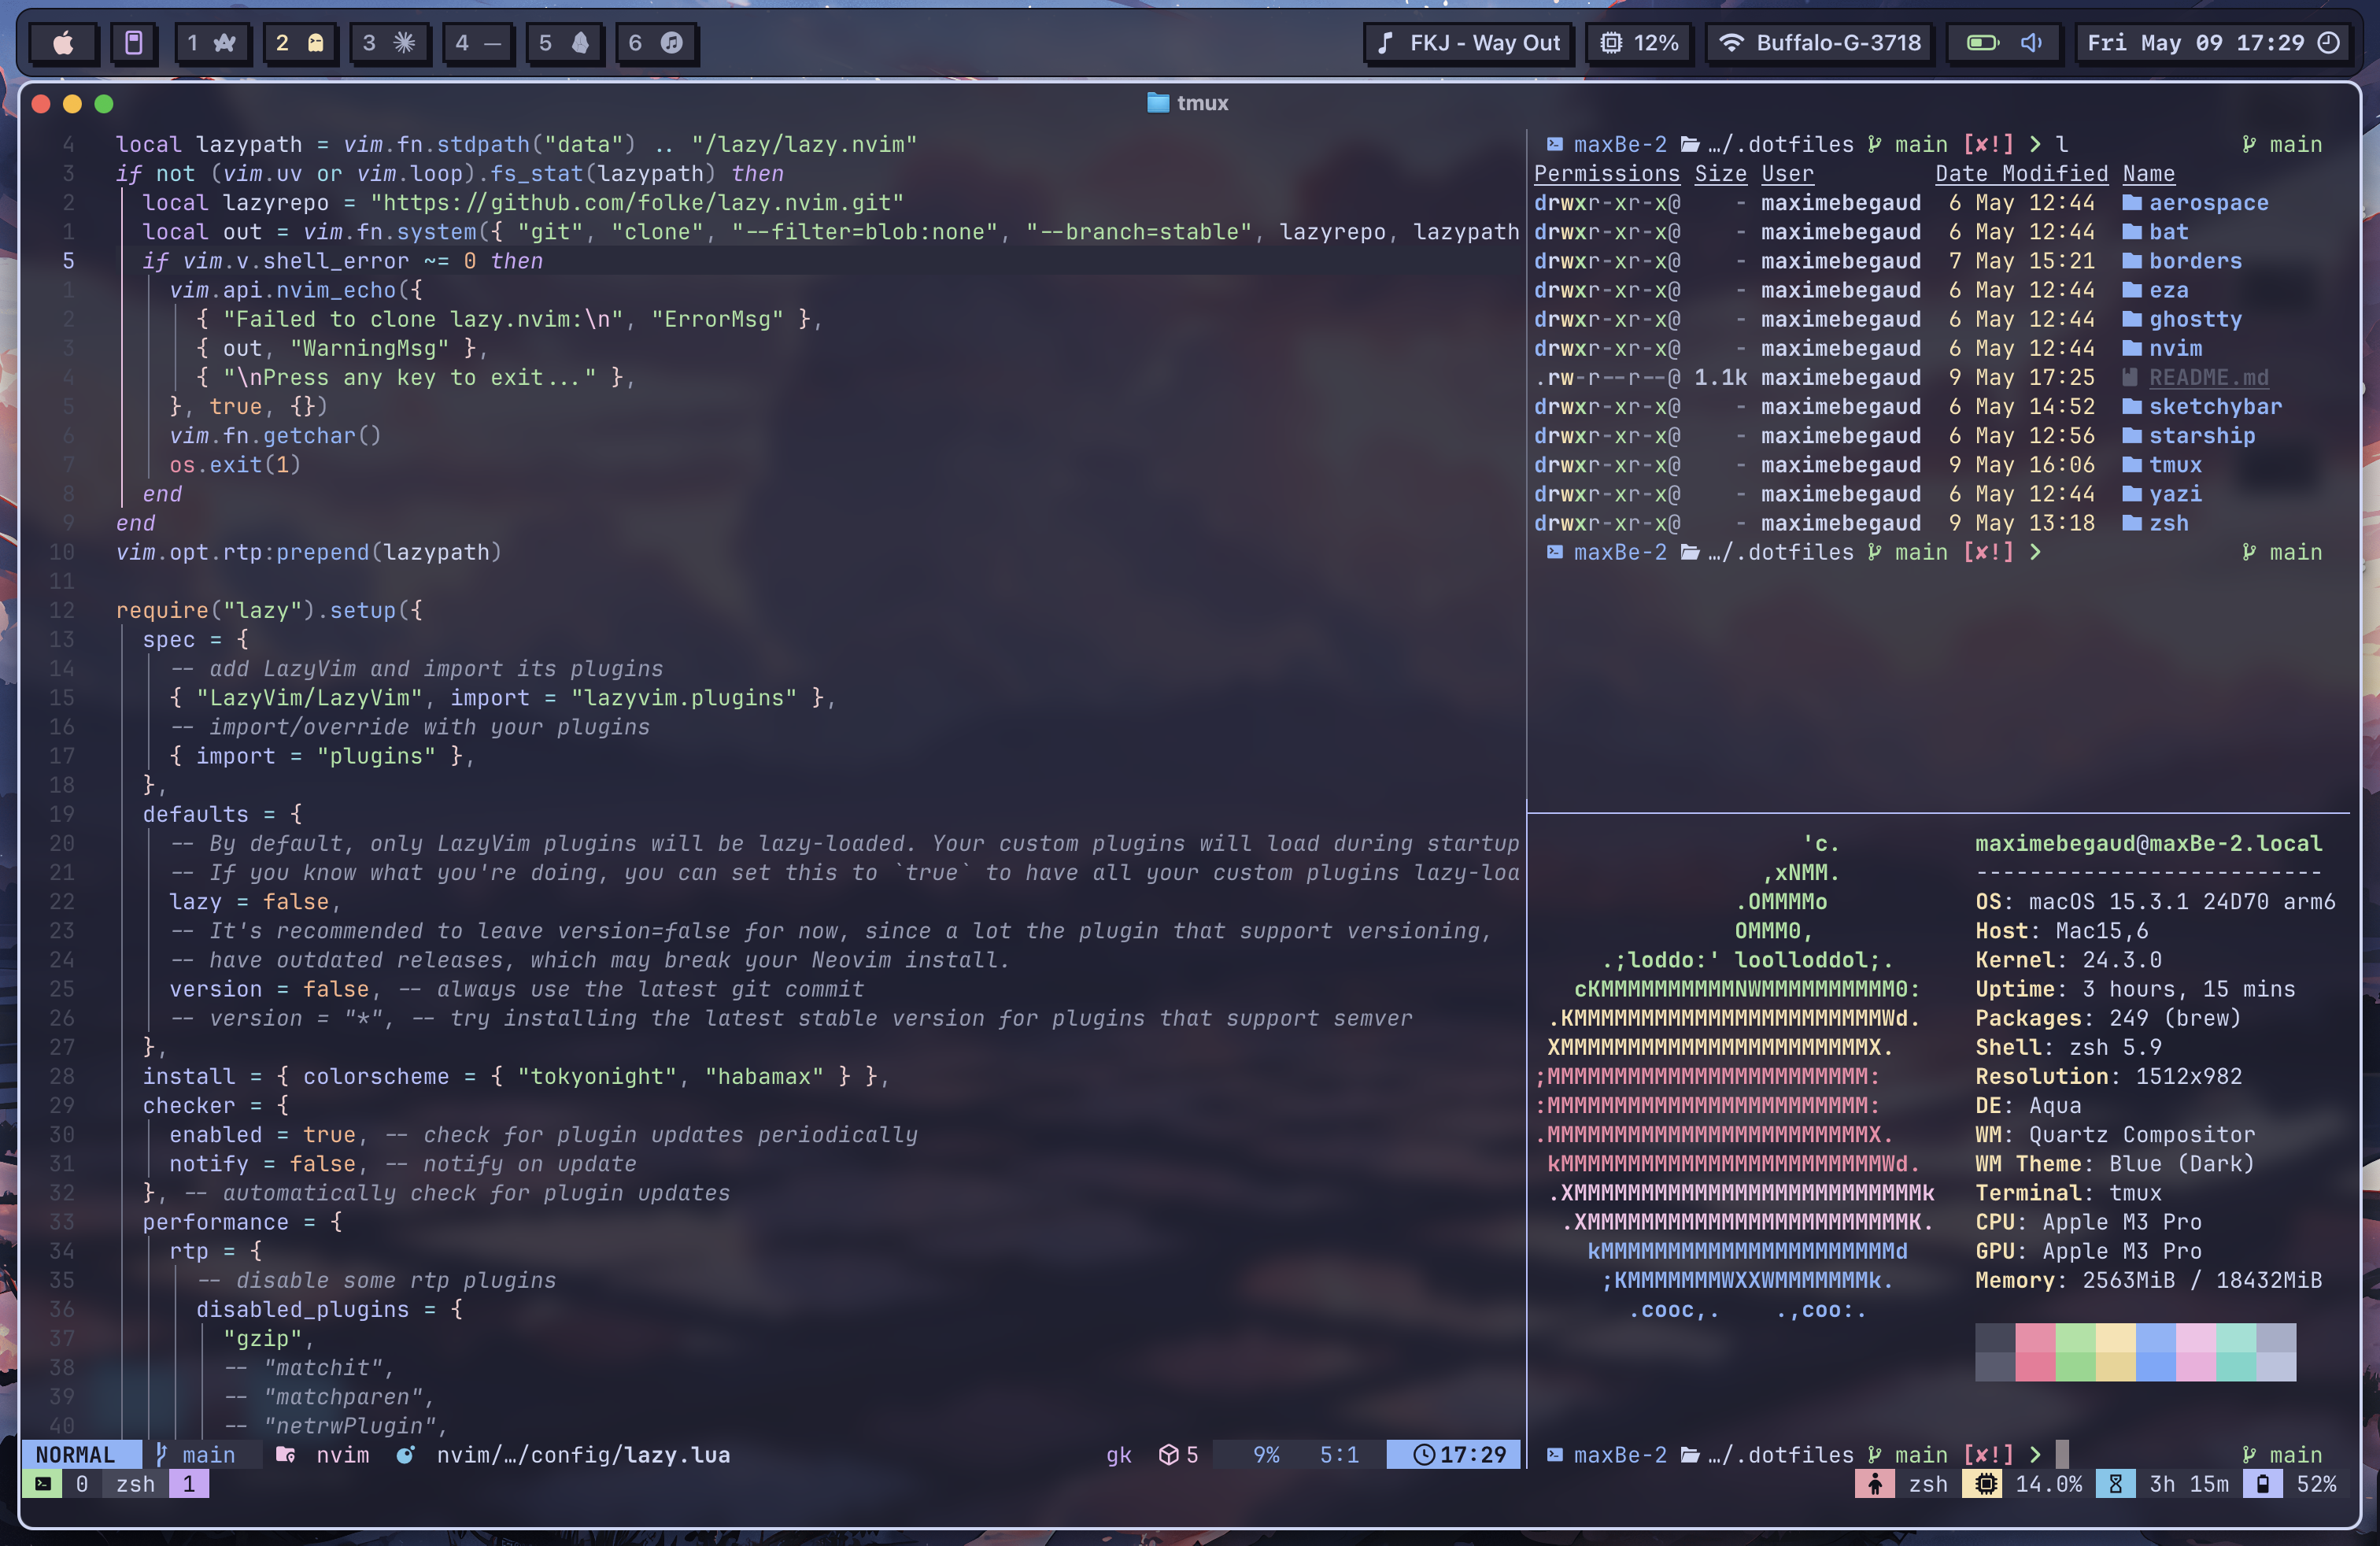 1
2
3
4 —
5
6
FKJ - Way Out
12%
Buffalo-G-3718
Fri May 09 17:29
tmux
4 local lazypath = vim.fn.stdpath("data") .. "/lazy/lazy.nvim"
3 if not (vim.uv or vim.loop).fs_stat(lazypath) then
2 local lazyrepo = "https://github.com/folke/lazy.nvim.git"
1 local out = vim.fn.system({ "git", "clone", "--filter=blob:none", "--branch=stable", lazyrepo, lazypath
5 if vim.v.shell_error ~= 0 then
1 vim.api.nvim_echo({
2 { "Failed to clone lazy.nvim:\n", "ErrorMsg" },
3 { out, "WarningMsg" },
4 { "\nPress any key to exit..." },
5 }, true, {})
6 vim.fn.getchar()
7 os.exit(1)
8 end
9 end
10 vim.opt.rtp:prepend(lazypath)
11
12 require("lazy").setup({
13 spec = {
14 -- add LazyVim and import its plugins
15 { "LazyVim/LazyVim", import = "lazyvim.plugins" },
16 -- import/override with your plugins
17 { import = "plugins" },
18 },
19 defaults = {
20 -- By default, only LazyVim plugins will be lazy-loaded. Your custom plugins will load during startup
21 -- If you know what you're doing, you can set this to `true` to have all your custom plugins lazy-loa
22 lazy = false,
23 -- It's recommended to leave version=false for now, since a lot the plugin that support versioning,
24 -- have outdated releases, which may break your Neovim install.
25 version = false, -- always use the latest git commit
26 -- version = "*", -- try installing the latest stable version for plugins that support semver
27 },
28 install = { colorscheme = { "tokyonight", "habamax" } },
29 checker = {
30 enabled = true, -- check for plugin updates periodically
31 notify = false, -- notify on update
32 }, -- automatically check for plugin updates
33 performance = {
34 rtp = {
35 -- disable some rtp plugins
36 disabled_plugins = {
37 "gzip",
38 -- "matchit",
39 -- "matchparen",
40 -- "netrwPlugin",
NORMAL main nvim nvim/…/config/lazy.lua gk 5 9% 5:1 17:29
maxBe-2 …/.dotfiles main [✘!] ❯ l main
Permissions Size User Date Modified Name
drwxr-xr-x@ - maximebegaud 6 May 12:44 aerospace
drwxr-xr-x@ - maximebegaud 6 May 12:44 bat
drwxr-xr-x@ - maximebegaud 7 May 15:21 borders
drwxr-xr-x@ - maximebegaud 6 May 12:44 eza
drwxr-xr-x@ - maximebegaud 6 May 12:44 ghostty
drwxr-xr-x@ - maximebegaud 6 May 12:44 nvim
.rw-r--r--@ 1.1k maximebegaud 9 May 17:25 README.md
drwxr-xr-x@ - maximebegaud 6 May 14:52 sketchybar
drwxr-xr-x@ - maximebegaud 6 May 12:56 starship
drwxr-xr-x@ - maximebegaud 9 May 16:06 tmux
drwxr-xr-x@ - maximebegaud 6 May 12:44 yazi
drwxr-xr-x@ - maximebegaud 9 May 13:18 zsh
maxBe-2 …/.dotfiles main [✘!] ❯ main
'c.
,xNMM.
.OMMMMo
OMMM0,
.;loddo:' loolloddol;.
cKMMMMMMMMMMNWMMMMMMMMMM0:
.KMMMMMMMMMMMMMMMMMMMMMMMWd.
XMMMMMMMMMMMMMMMMMMMMMMMX.
;MMMMMMMMMMMMMMMMMMMMMMMM:
:MMMMMMMMMMMMMMMMMMMMMMMM:
.MMMMMMMMMMMMMMMMMMMMMMMMX.
kMMMMMMMMMMMMMMMMMMMMMMMMWd.
.XMMMMMMMMMMMMMMMMMMMMMMMMMMk
.XMMMMMMMMMMMMMMMMMMMMMMMMK.
kMMMMMMMMMMMMMMMMMMMMMMd
;KMMMMMMMWXXWMMMMMMMk.
.cooc,. .,coo:.
maximebegaud@maxBe-2.local
--------------------------
OS: macOS 15.3.1 24D70 arm6
Host: Mac15,6
Kernel: 24.3.0
Uptime: 3 hours, 15 mins
Packages: 249 (brew)
Shell: zsh 5.9
Resolution: 1512x982
DE: Aqua
WM: Quartz Compositor
WM Theme: Blue (Dark)
Terminal: tmux
CPU: Apple M3 Pro
GPU: Apple M3 Pro
Memory: 2563MiB / 18432MiB
maxBe-2 …/.dotfiles main [✘!] ❯ main
0 zsh 1
zsh 14.0% 3h 15m 52%